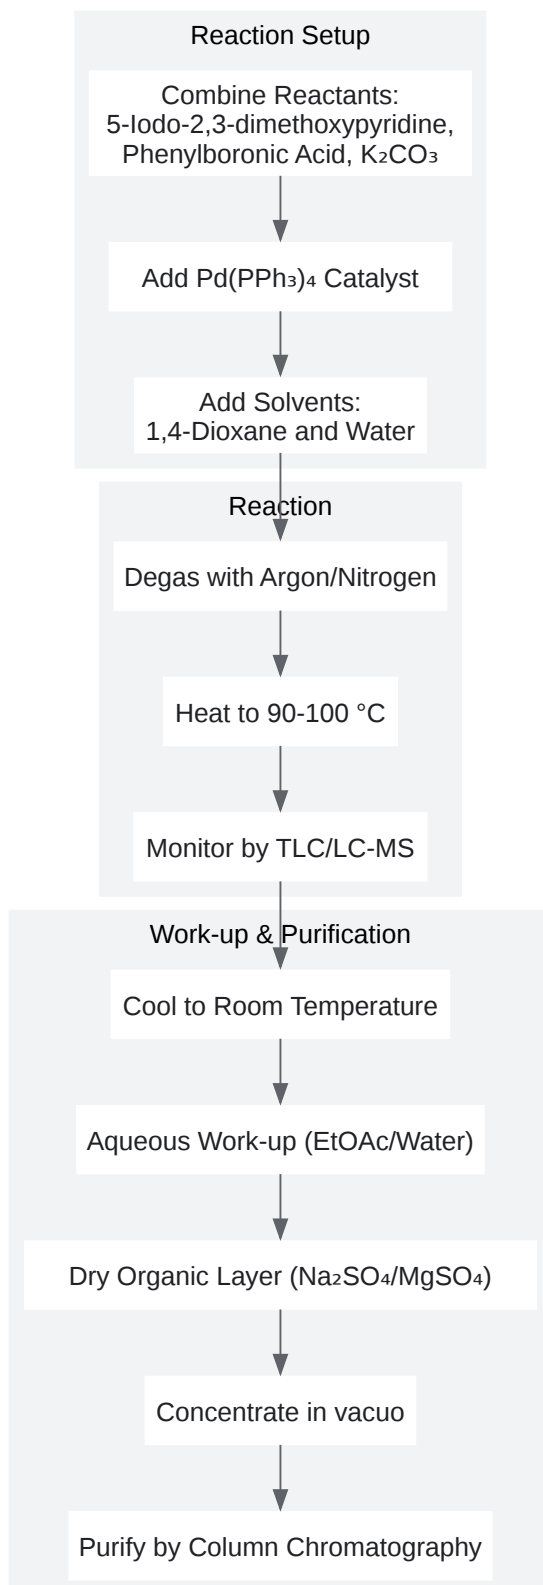 Reaction Setup
Combine Reactants:
5-Iodo-2,3-dimethoxypyridine,
Phenylboronic Acid, K₂CO₃
Add Pd(PPh₃)₄ Catalyst
Add Solvents:
1,4-Dioxane and Water
Reaction
Degas with Argon/Nitrogen
Heat to 90-100 °C
Monitor by TLC/LC-MS
Work-up & Purification
Cool to Room Temperature
Aqueous Work-up (EtOAc/Water)
Dry Organic Layer (Na₂SO₄/MgSO₄)
Concentrate in vacuo
Purify by Column Chromatography